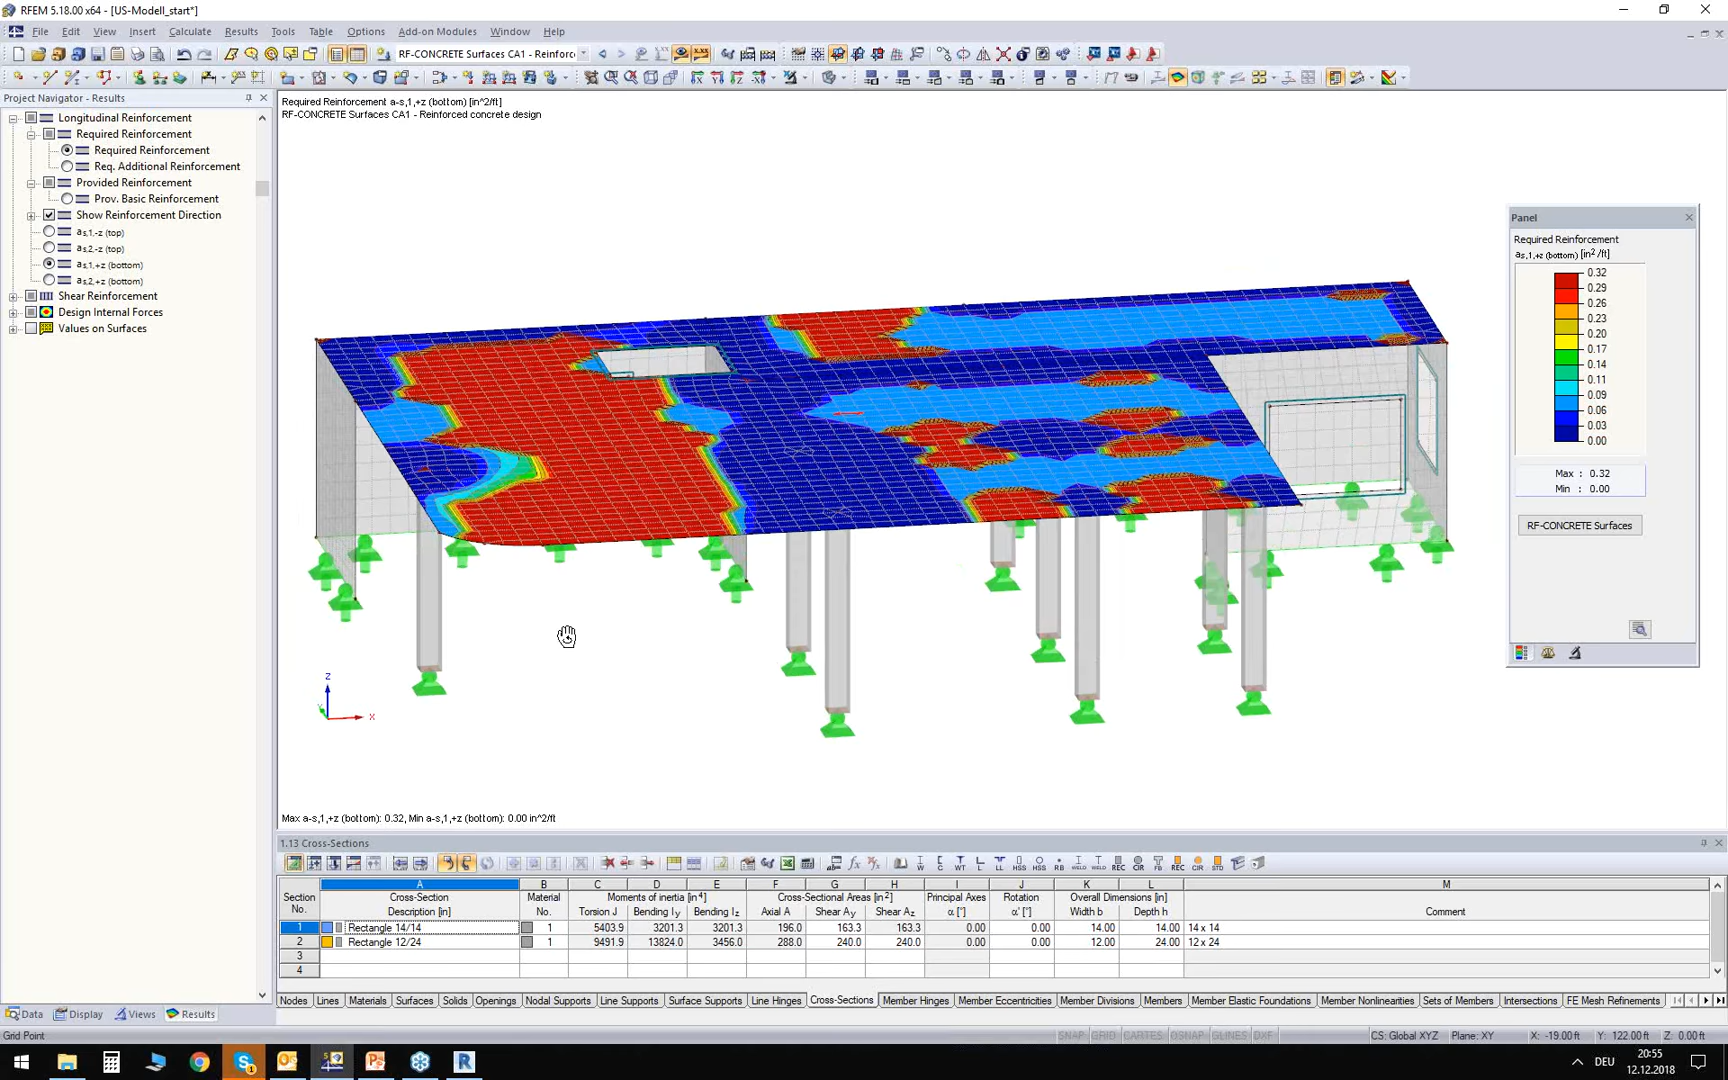 RFEM 5.18.00 x64 - [US-Modell_start*]
File Edit View Insert Calculate Results Tools Table Options Add-on Modules Window Help
RF-CONCRETE Surfaces CA1 - Reinforc
Project Navigator - Results
Longitudinal Reinforcement
Required Reinforcement
Required Reinforcement
Req. Additional Reinforcement
Provided Reinforcement
Prov. Basic Reinforcement
Show Reinforcement Direction
as,1,-z (top)
as,2,-z (top)
as,1,+z (bottom)
as,2,+z (bottom)
Shear Reinforcement
Design Internal Forces
Values on Surfaces
Required Reinforcement a-s,1,+z (bottom) [in^2/ft]
RF-CONCRETE Surfaces CA1 - Reinforced concrete design
Panel
Required Reinforcement
as,1,+z (bottom) [in²/ft]
0.32
0.29
0.26
0.23
0.20
0.17
0.14
0.11
0.09
0.06
0.03
0.00
Max : 0.32
Min : 0.00
RF-CONCRETE Surfaces
Z
Y
X
Max a-s,1,+z (bottom): 0.32, Min a-s,1,+z (bottom): 0.00 in^2/ft
1.13 Cross-Sections
A B C D E F G H I J K L M
Section No. Cross-Section Description [in] Material No. Moments of inertia [in⁴] Torsion J Bending Iy Bending Iz Cross-Sectional Areas [in²] Axial A Shear Ay Shear Az Principal Axes α [°] Rotation α' [°] Overall Dimensions [in] Width b Depth h Comment
1 Rectangle 14/14 1 5403.9 3201.3 3201.3 196.0 163.3 163.3 0.00 0.00 14.00 14.00 14 x 14
2 Rectangle 12/24 1 9491.9 13824.0 3456.0 288.0 240.0 240.0 0.00 0.00 12.00 24.00 12 x 24
3
4
Nodes Lines Materials Surfaces Solids Openings Nodal Supports Line Supports Surface Supports Line Hinges Cross-Sections Member Hinges Member Eccentricities Member Divisions Members Member Elastic Foundations Member Nonlinearities Sets of Members Intersections FE Mesh Refinements
Data Display Views Results
Grid Point
SNAP GRID CARTES OSNAP GLINES DXF CS: Global XYZ Plane: XY X: -19.00 ft Y: 122.00 ft Z: 0.00 ft
DEU
20:55
12.12.2018